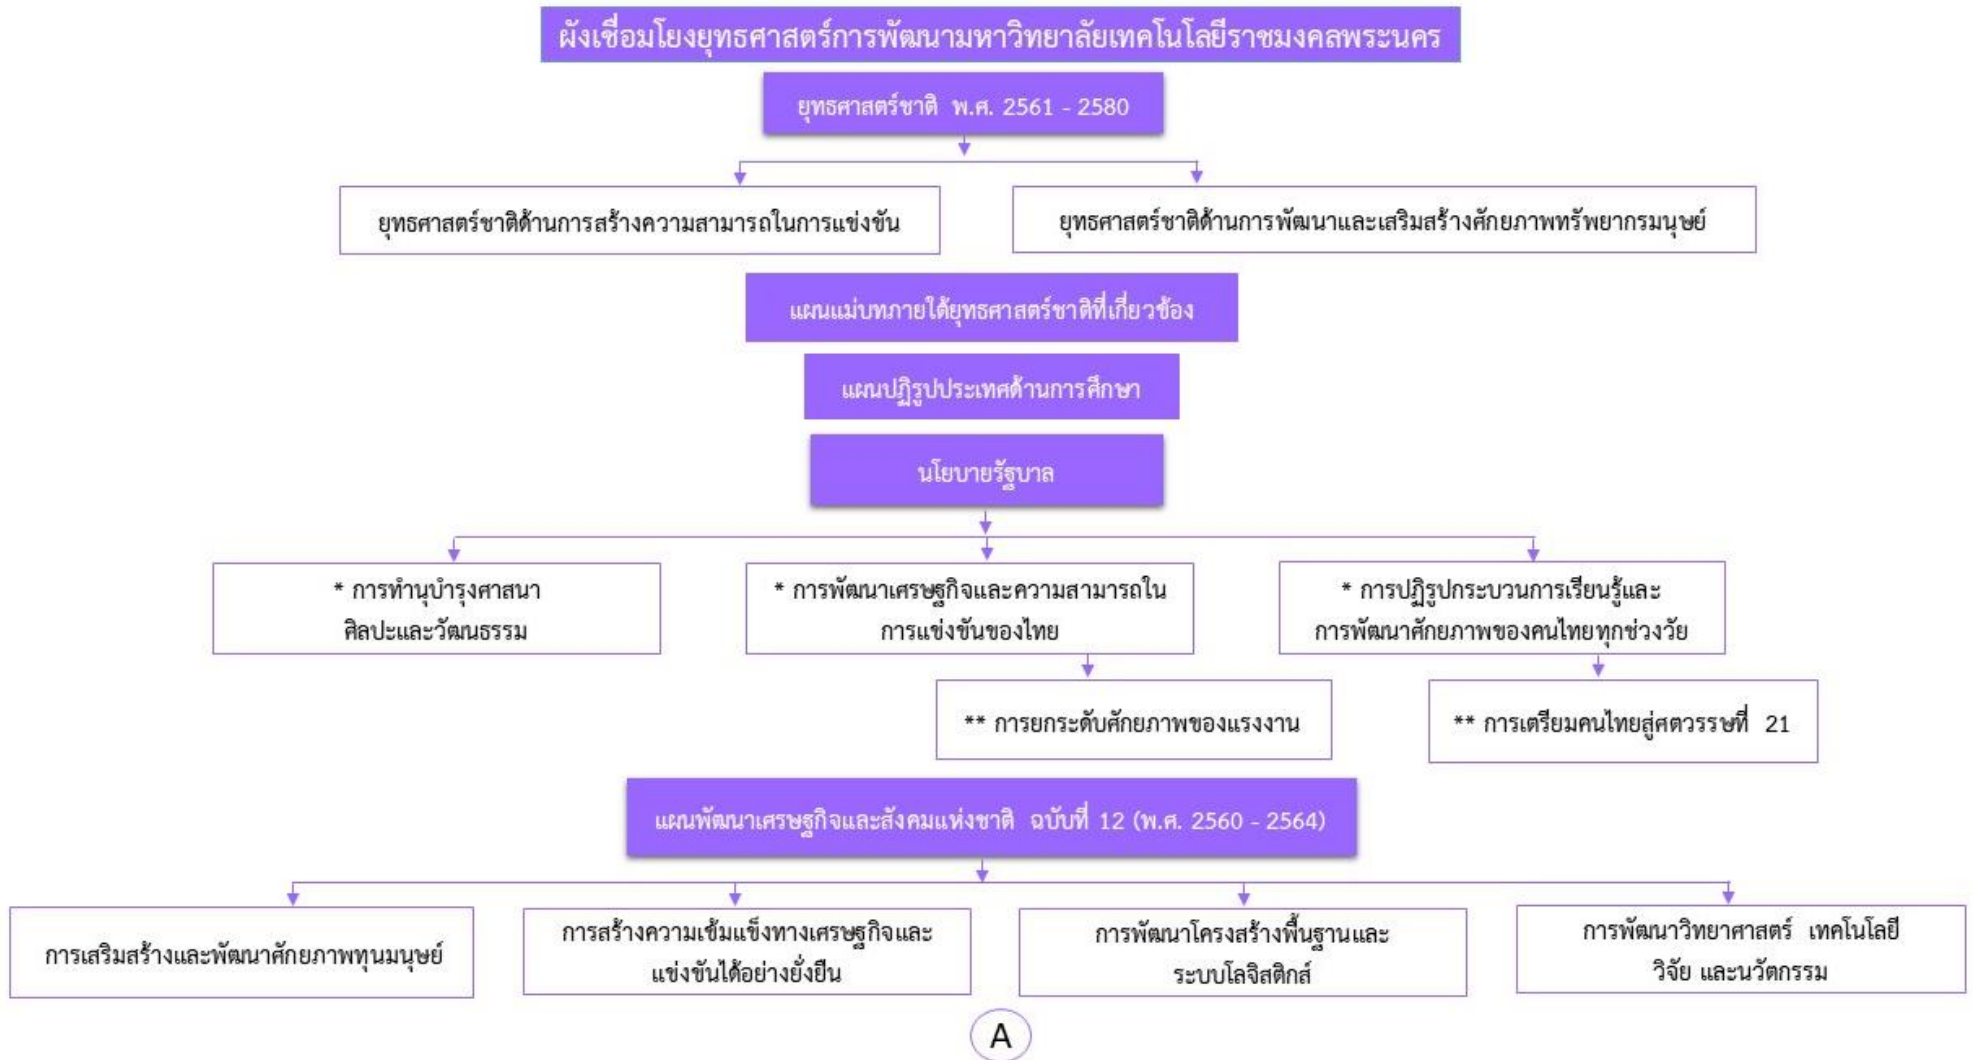 ผังเชื่อมโยงยุทธศาสตร์การพัฒนามหาวิทยาลัยเทคโนโลยีราชมงคลพระนคร
ยุทธศาสตร์ชาติ พ.ศ. 2561 - 2580
ยุทธศาสตร์ชาติด้านการสร้างความสามารถในการแข่งขัน
ยุทธศาสตร์ชาติด้านการพัฒนาและเสริมสร้างศักยภาพทรัพยากรมนุษย์
แผนแม่บทภายใต้ยุทธศาสตร์ชาติที่เกี่ยวข้อง
แผนปฏิรูปประเทศด้านการศึกษา
นโยบายรัฐบาล
* การทำนุบำรุงศาสนา
ศิลปะและวัฒนธรรม
* การพัฒนาเศรษฐกิจและความสามารถใน
การแข่งขันของไทย
* การปฏิรูปกระบวนการเรียนรู้และ
การพัฒนาศักยภาพของคนไทยทุกช่วงวัย
** การยกระดับศักยภาพของแรงงาน
** การเตรียมคนไทยสู่ศตวรรษที่ 21
แผนพัฒนาเศรษฐกิจและสังคมแห่งชาติ ฉบับที่ 12 (พ.ศ. 2560 - 2564)
การเสริมสร้างและพัฒนาศักยภาพทุนมนุษย์
การสร้างความเข้มแข็งทางเศรษฐกิจและ
แข่งขันได้อย่างยั่งยืน
การพัฒนาโครงสร้างพื้นฐานและ
ระบบโลจิสติกส์
การพัฒนาวิทยาศาสตร์ เทคโนโลยี
วิจัย และนวัตกรรม
A